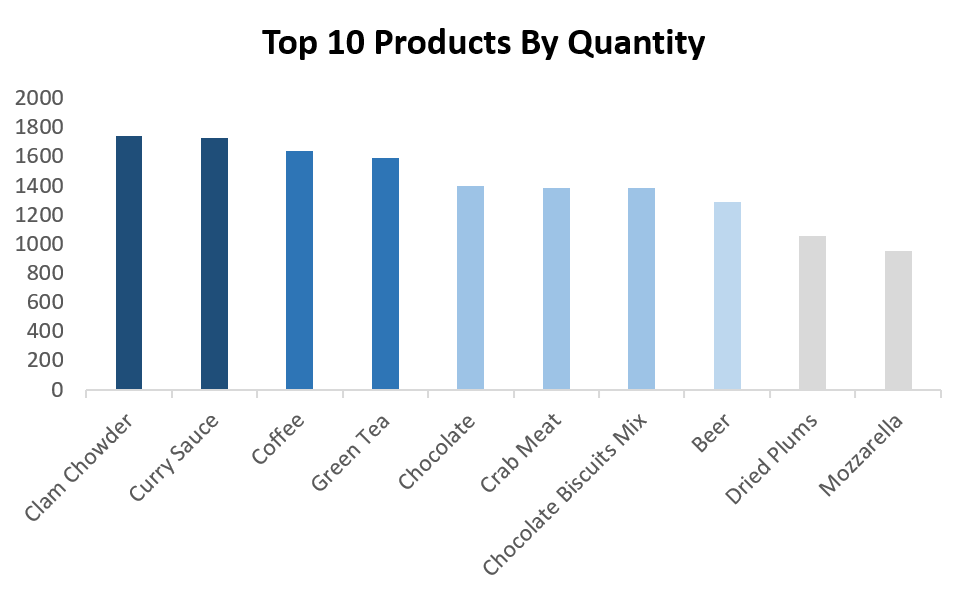 Top 10 Products By Quantity
2000
1800
1600
1400
1200
1000
800
600
400
200
0
Clam Chowder
Curry Sauce
Coffee
Green Tea
Chocolate
Crab Meat
Chocolate Biscuits Mix
Beer
Dried Plums
Mozzarella